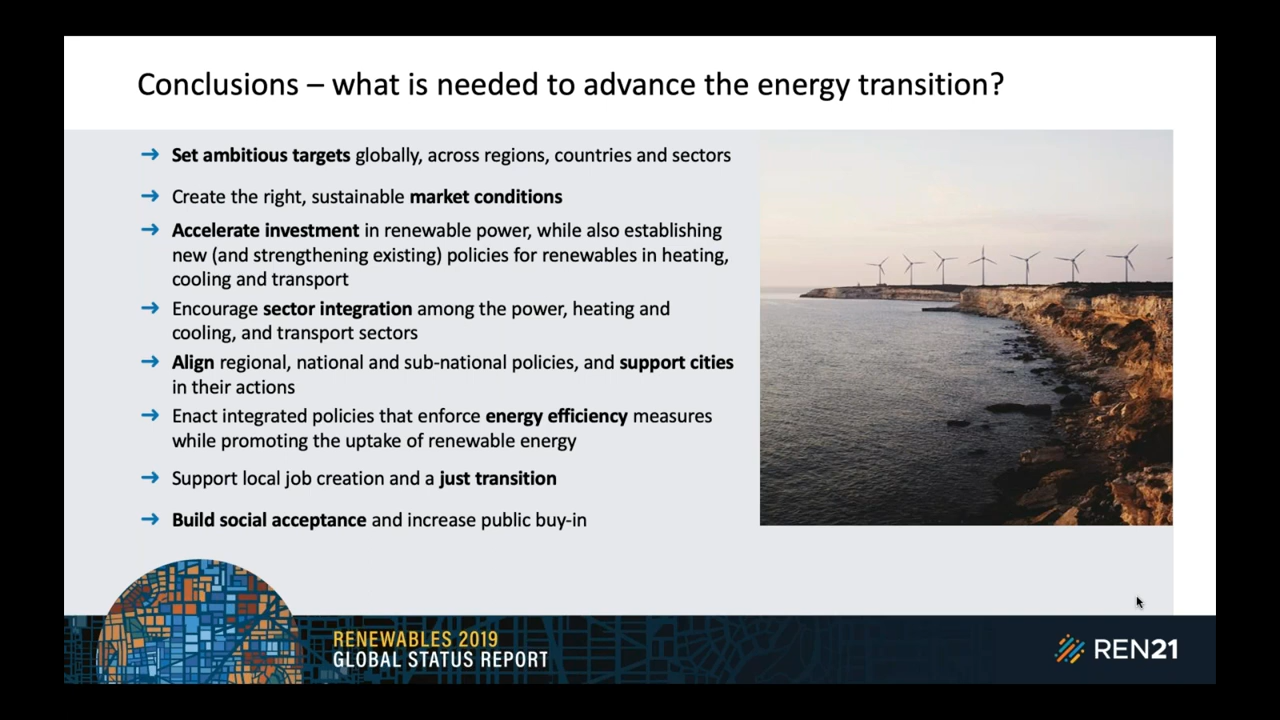 Conclusions – what is needed to advance the energy transition?
→ Set ambitious targets globally, across regions, countries and sectors
→ Create the right, sustainable market conditions
→ Accelerate investment in renewable power, while also establishing
new (and strengthening existing) policies for renewables in heating,
cooling and transport
→ Encourage sector integration among the power, heating and
cooling, and transport sectors
→ Align regional, national and sub-national policies, and support cities
in their actions
→ Enact integrated policies that enforce energy efficiency measures
while promoting the uptake of renewable energy
→ Support local job creation and a just transition
→ Build social acceptance and increase public buy-in
RENEWABLES 2019
GLOBAL STATUS REPORT
REN21